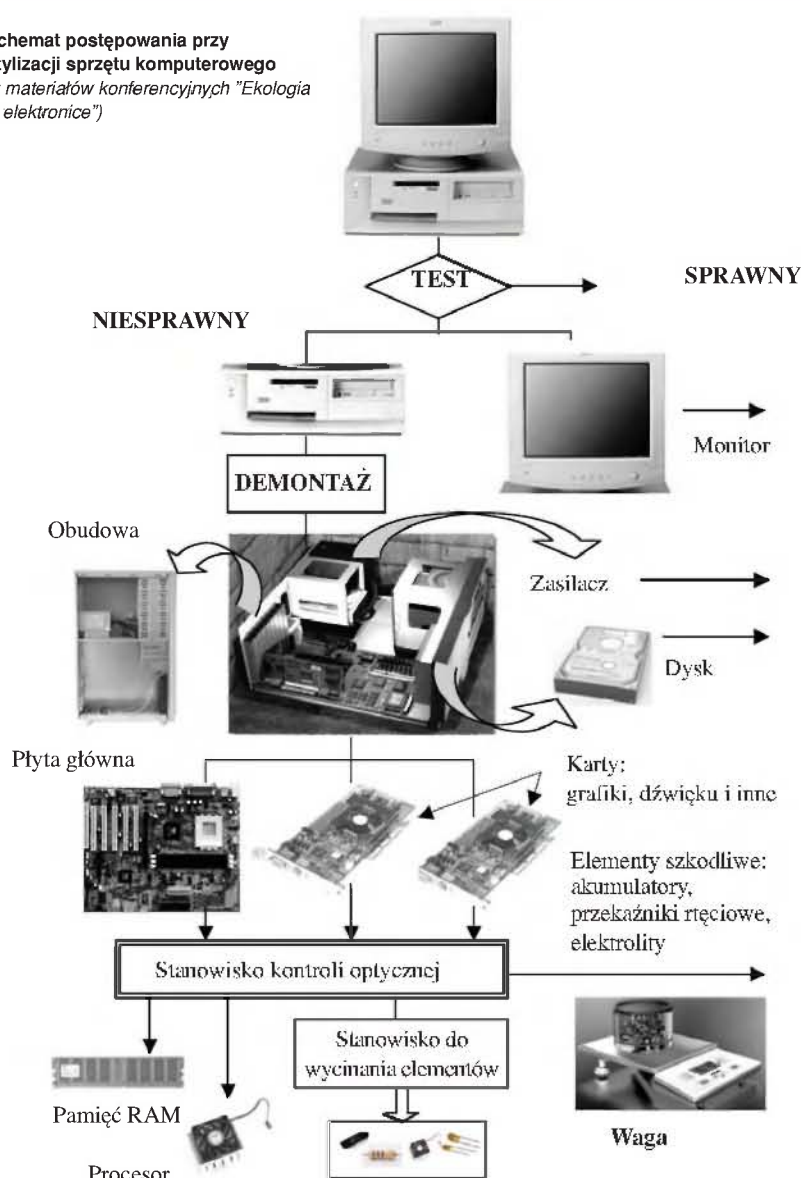 chemat postępowania przy
ylizacji sprzętu komputerowego
materiałów konferencyjnych "Ekologia
elektronice")
TEST
SPRAWNY
NIESPRAWNY
Monitor
DEMONTAŻ
Obudowa
Zasilacz
Dysk
Płyta główna
Karty:
grafiki, dźwięku i inne
Elementy szkodliwe:
akumulatory,
przekaźniki rtęciowe,
elektrolity
Stanowisko kontroli optycznej
Stanowisko do
wycinania elementów
Pamięć RAM
Waga
Procesor